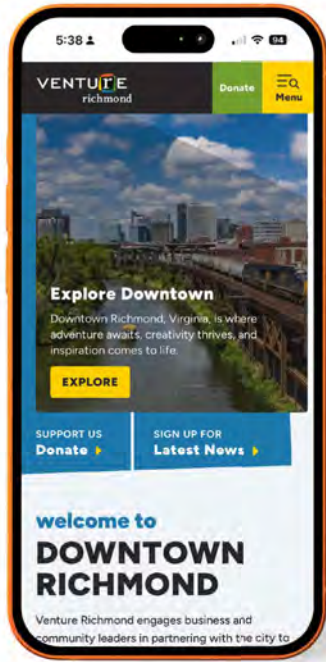 5:38
94
VENTURE
richmond
Donate
Menu
Explore Downtown
Downtown Richmond, Virginia, is where
adventure awaits, creativity thrives, and
inspiration comes to life.
EXPLORE
SUPPORT US
Donate
SIGN UP FOR
Latest News
welcome to
DOWNTOWN
RICHMOND
Venture Richmond engages business and
community leaders in partnering with the city to